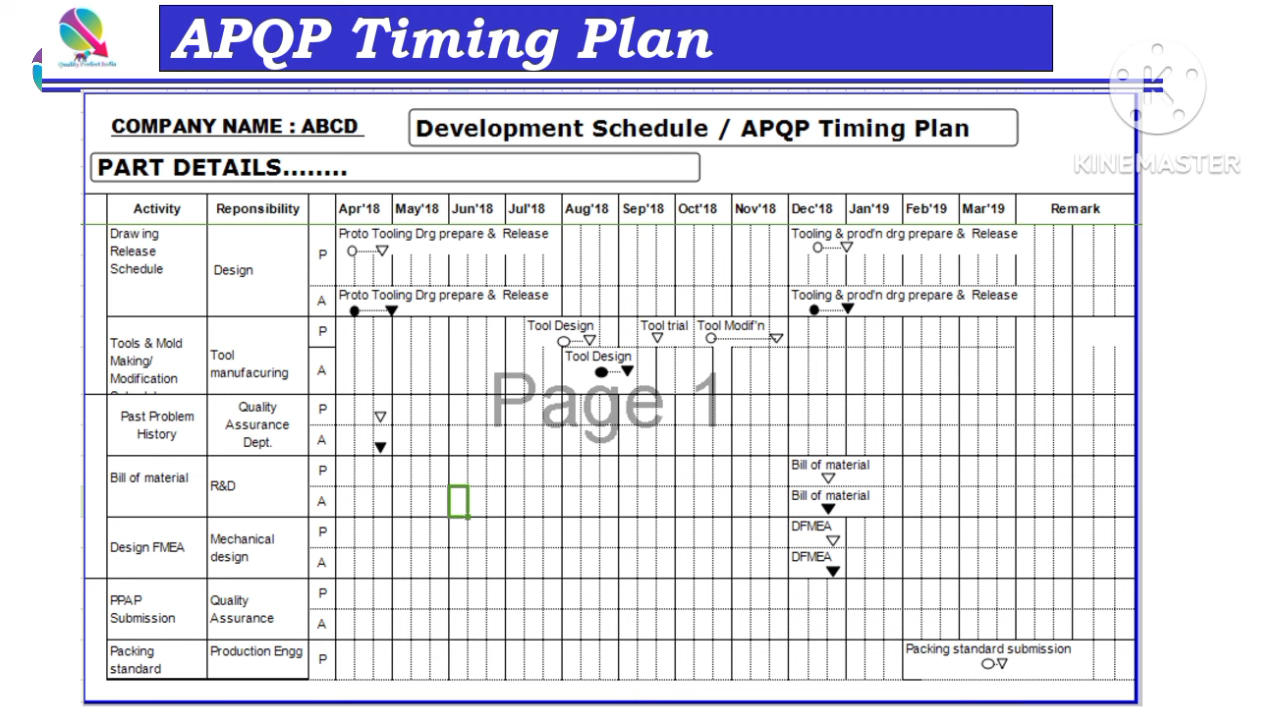 APQP Timing Plan
Quality Perfect India
KINEMASTER
COMPANY NAME : ABCD
Development Schedule / APQP Timing Plan
PART DETAILS........
Activity Reponsibility Apr'18 May'18 Jun'18 Jul'18 Aug'18 Sep'18 Oct'18 Nov'18 Dec'18 Jan'19 Feb'19 Mar'19 Remark
Drawing
Release
Schedule
Design
P
Proto Tooling Drg prepare & Release
Tooling & prod'n drg prepare & Release
A
Proto Tooling Drg prepare & Release
Tooling & prod'n drg prepare & Release
Tools & Mold
Making/
Modification
Tool
manufacuring
P
Tool Design
Tool trial
Tool Modif'n
A
Tool Design
Page 1
Past Problem
History
Quality
Assurance
Dept.
P
A
Bill of material
R&D
P
Bill of material
A
Bill of material
Design FMEA
Mechanical
design
P
DFMEA
A
DFMEA
PPAP
Submission
Quality
Assurance
P
A
Packing
standard
Production Engg
P
Packing standard submission